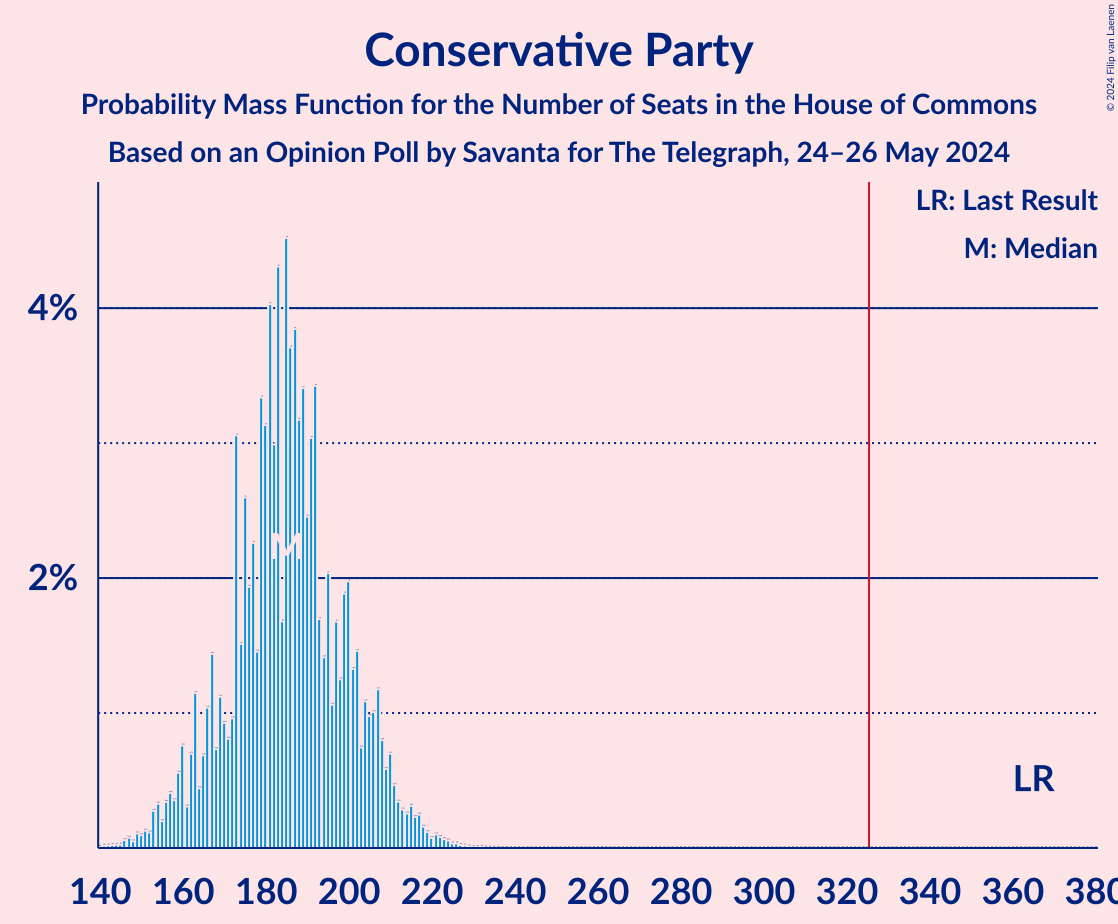 Conservative Party
Probability Mass Function for the Number of Seats in the House of Commons
Based on an Opinion Poll by Savanta for The Telegraph, 24–26 May 2024
© 2024 Filip van Laenen
LR: Last Result
M: Median
4%
2%
M
LR
140 160 180 200 220 240 260 280 300 320 340 360 380